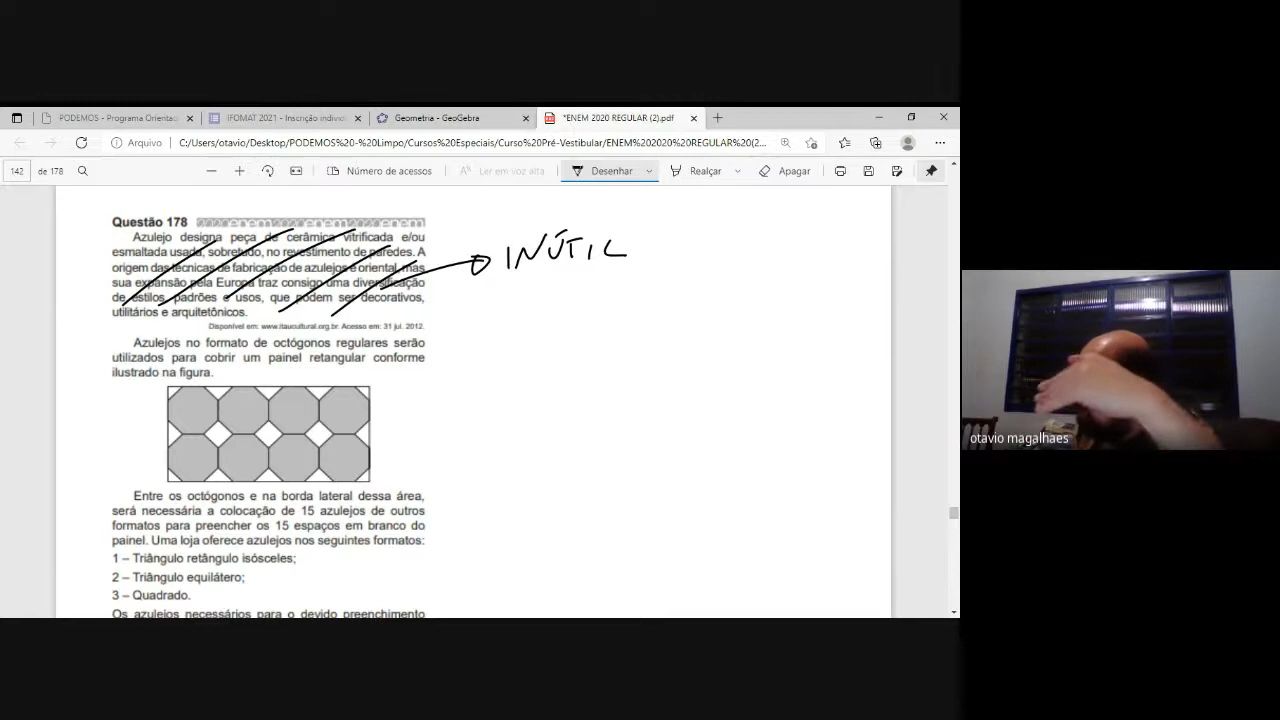 PODEMOS - Programa Orienta
IFOMAT 2021 - Inscrição individ
Geometria - GeoGebra
*ENEM 2020 REGULAR (2).pdf
Arquivo
C:/Users/otavio/Desktop/PODEMOS%20-%20Limpo/Cursos%20Especiais/Curso%20Pré-Vestibular/ENEM%202020%20REGULAR%20(2...
142
de 178
Número de acessos
Ler em voz alta
Desenhar
Realçar
Apagar
Questão 178
Azulejo designa peça de cerâmica vitrificada e/ou
esmaltada usada, sobretudo, no revestimento de paredes. A
origem das técnicas de fabricação de azulejos é oriental, mas
sua expansão pela Europa traz consigo uma diversificação
de estilos, padrões e usos, que podem ser decorativos,
utilitários e arquitetônicos.
INÚTIL
Disponível em: www.itaucultural.org.br. Acesso em: 31 jul. 2012.
Azulejos no formato de octógonos regulares serão
utilizados para cobrir um painel retangular conforme
ilustrado na figura.
Entre os octógonos e na borda lateral dessa área,
será necessária a colocação de 15 azulejos de outros
formatos para preencher os 15 espaços em branco do
painel. Uma loja oferece azulejos nos seguintes formatos:
1 – Triângulo retângulo isósceles;
2 – Triângulo equilátero;
3 – Quadrado.
Os azulejos necessários para o devido preenchimento
otavio magalhaes